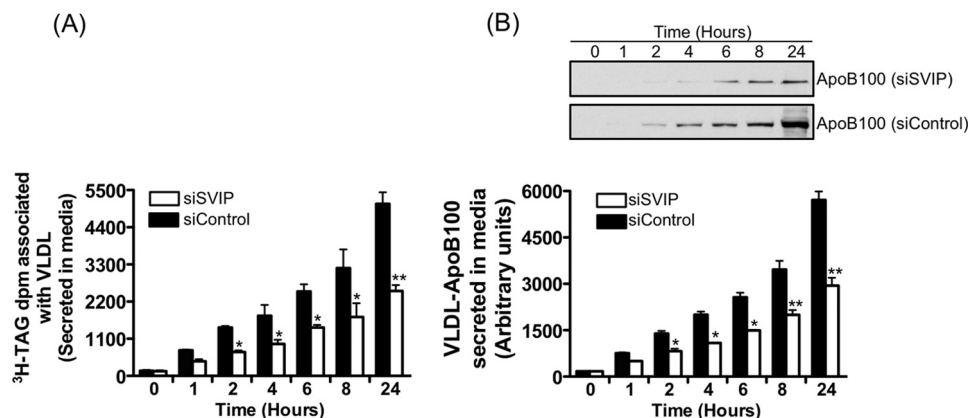 (A)
(B)
Time (Hours)
0 1 2 4 6 8 24
ApoB100 (siSVIP)
ApoB100 (siControl)
³H-TAG dpm associated
with VLDL
(Secreted in media)
5500
4400
3300
2200
1100
0
siSVIP
siControl
* * * * **
0 1 2 4 6 8 24
Time (Hours)
VLDL-ApoB100
secreted in media
(Arbitrary units)
6000
4500
3000
1500
0
siSVIP
siControl
* * * ** **
0 1 2 4 6 8 24
Time (Hours)